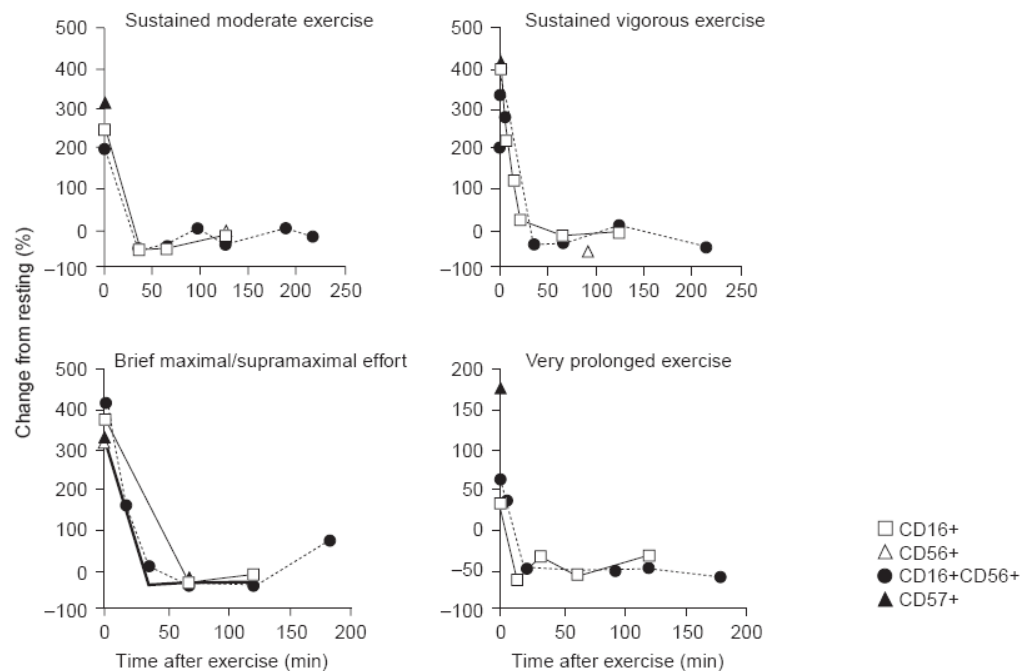 Sustained moderate exercise
500
400
300
200
100
0
–100
0 50 100 150 200 250
Sustained vigorous exercise
500
400
300
200
100
0
–100
0 50 100 150 200 250
Change from resting (%)
Brief maximal/supramaximal effort
500
400
300
200
100
0
–100
0 50 100 150 200
Time after exercise (min)
Very prolonged exercise
200
150
100
50
0
–50
–100
0 50 100 150 200
Time after exercise (min)
CD16+
CD56+
CD16+CD56+
CD57+